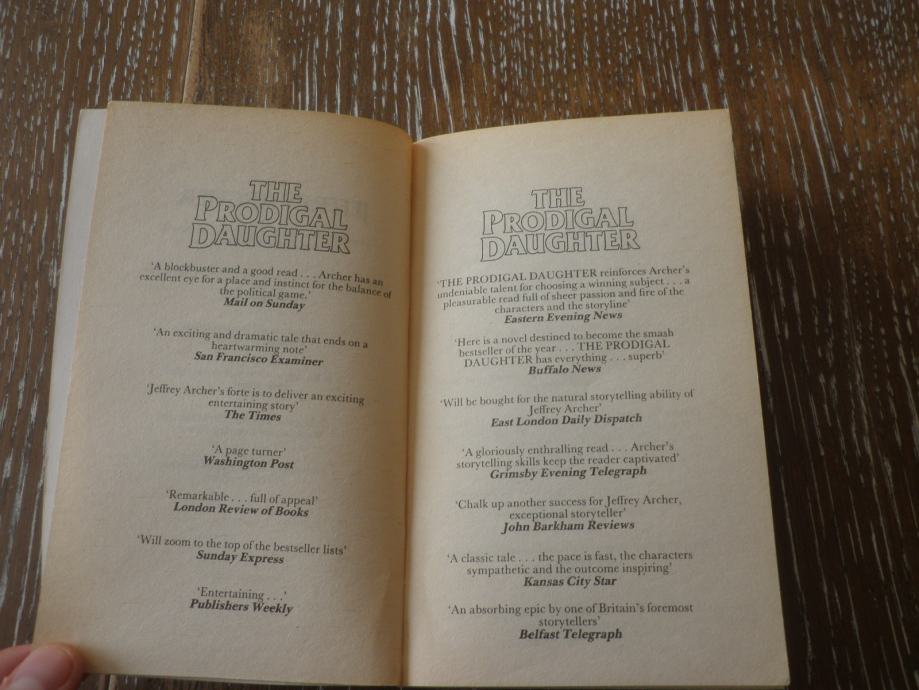 THE
PRODIGAL
DAUGHTER
'A blockbuster and a good read . . . Archer has an
excellent eye for a place and instinct for the balance of
the political game.'
Mail on Sunday
'An exciting and dramatic tale that ends on a
heartwarming note'
San Francisco Examiner
'Jeffrey Archer's forte is to deliver an exciting
entertaining story'
The Times
'A page turner'
Washington Post
'Remarkable . . . full of appeal'
London Review of Books
'Will zoom to the top of the bestseller lists'
Sunday Express
'Entertaining . . .'
Publishers Weekly
THE
PRODIGAL
DAUGHTER
'THE PRODIGAL DAUGHTER reinforces Archer's
undeniable talent for choosing a winning subject . . . a
pleasurable read full of sheer passion and fire of the
characters and the storyline'
Eastern Evening News
'Here is a novel destined to become the smash
bestseller of the year . . . THE PRODIGAL
DAUGHTER has everything . . . superb'
Buffalo News
'Will be bought for the natural storytelling ability of
Jeffrey Archer'
East London Daily Dispatch
'A gloriously enthralling read . . . Archer's
storytelling skills keep the reader captivated'
Grimsby Evening Telegraph
'Chalk up another success for Jeffrey Archer,
exceptional storyteller'
John Barkham Reviews
'A classic tale . . . the pace is fast, the characters
sympathetic and the outcome inspiring'
Kansas City Star
'An absorbing epic by one of Britain's foremost
storytellers'
Belfast Telegraph